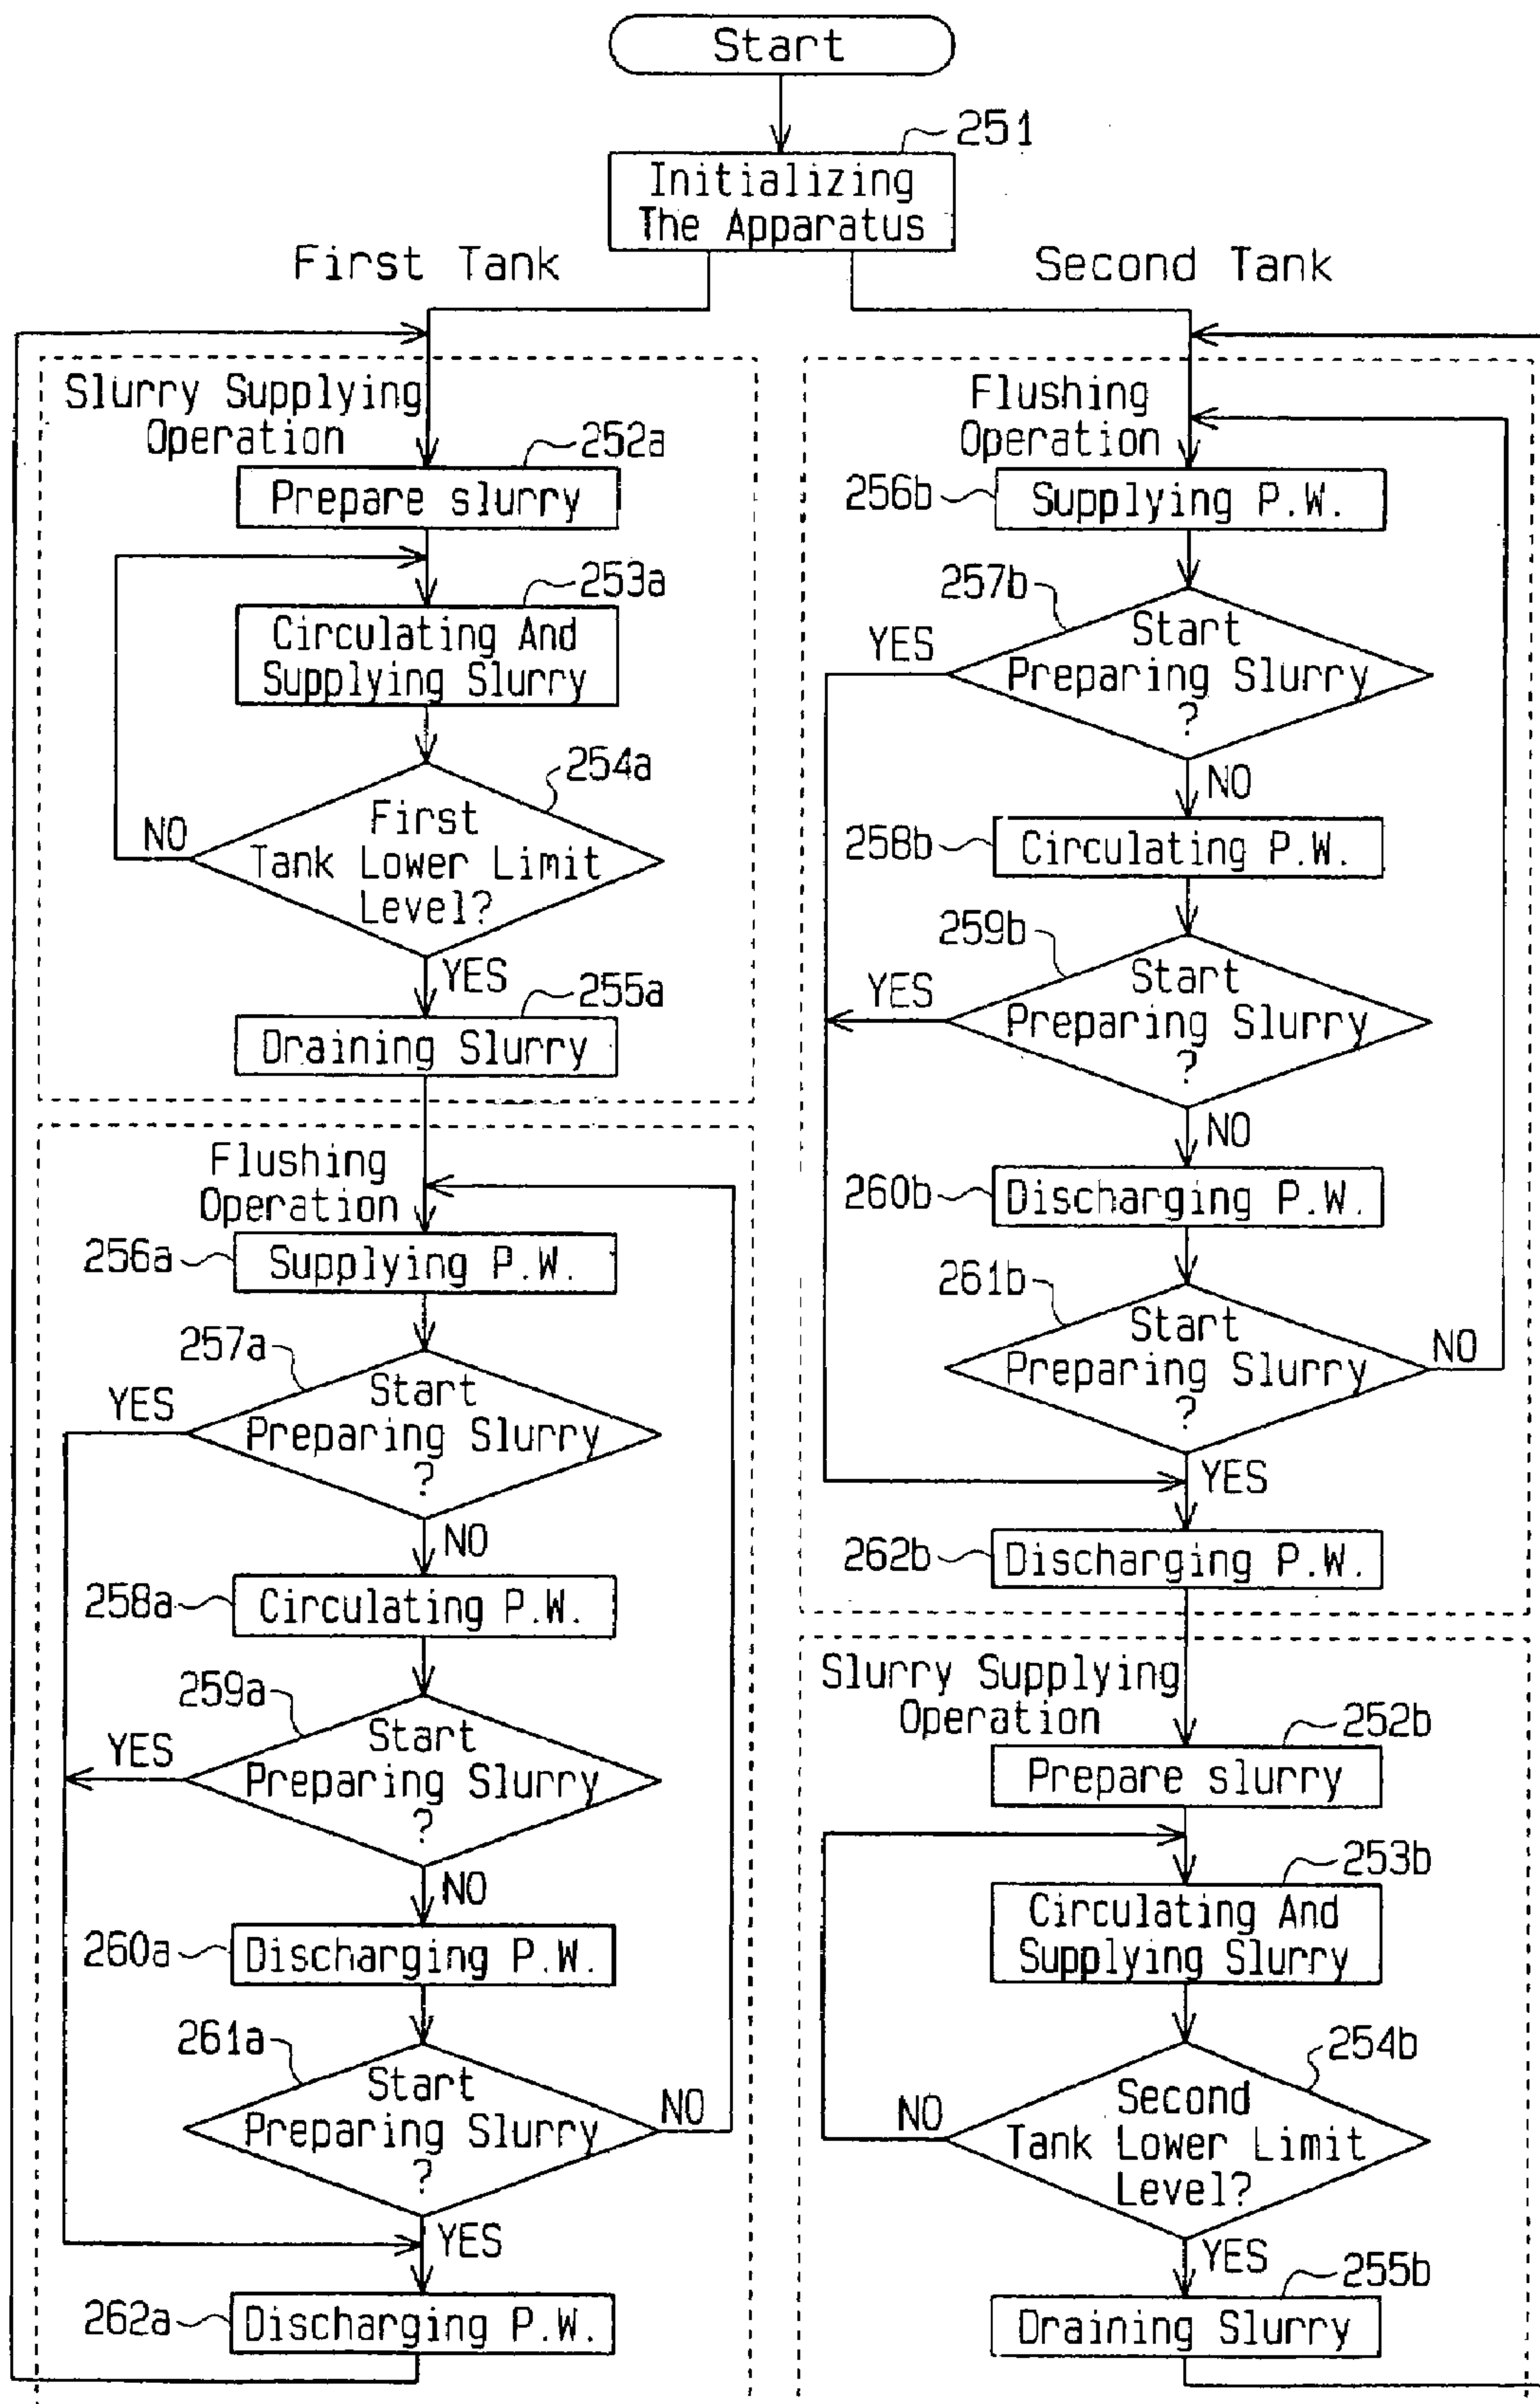 Start
251
Initializing
The Apparatus
First Tank
Slurry Supplying
Operation
252a
Prepare slurry
253a
Circulating And
Supplying Slurry
254a
First
Tank Lower Limit
Level?
NO
YES
255a
Draining Slurry
Flushing
Operation
256a
Supplying P.W.
257a
Start
Preparing Slurry
?
YES
NO
258a
Circulating P.W.
259a
Start
Preparing Slurry
?
YES
NO
260a
Discharging P.W.
261a
Start
Preparing Slurry
?
NO
YES
262a
Discharging P.W.
Second Tank
Flushing
Operation
256b
Supplying P.W.
257b
Start
Preparing Slurry
?
YES
NO
258b
Circulating P.W.
259b
Start
Preparing Slurry
?
YES
NO
260b
Discharging P.W.
261b
Start
Preparing Slurry
?
NO
YES
262b
Discharging P.W.
Slurry Supplying
Operation
252b
Prepare slurry
253b
Circulating And
Supplying Slurry
254b
Second
Tank Lower Limit
Level?
NO
YES
255b
Draining Slurry